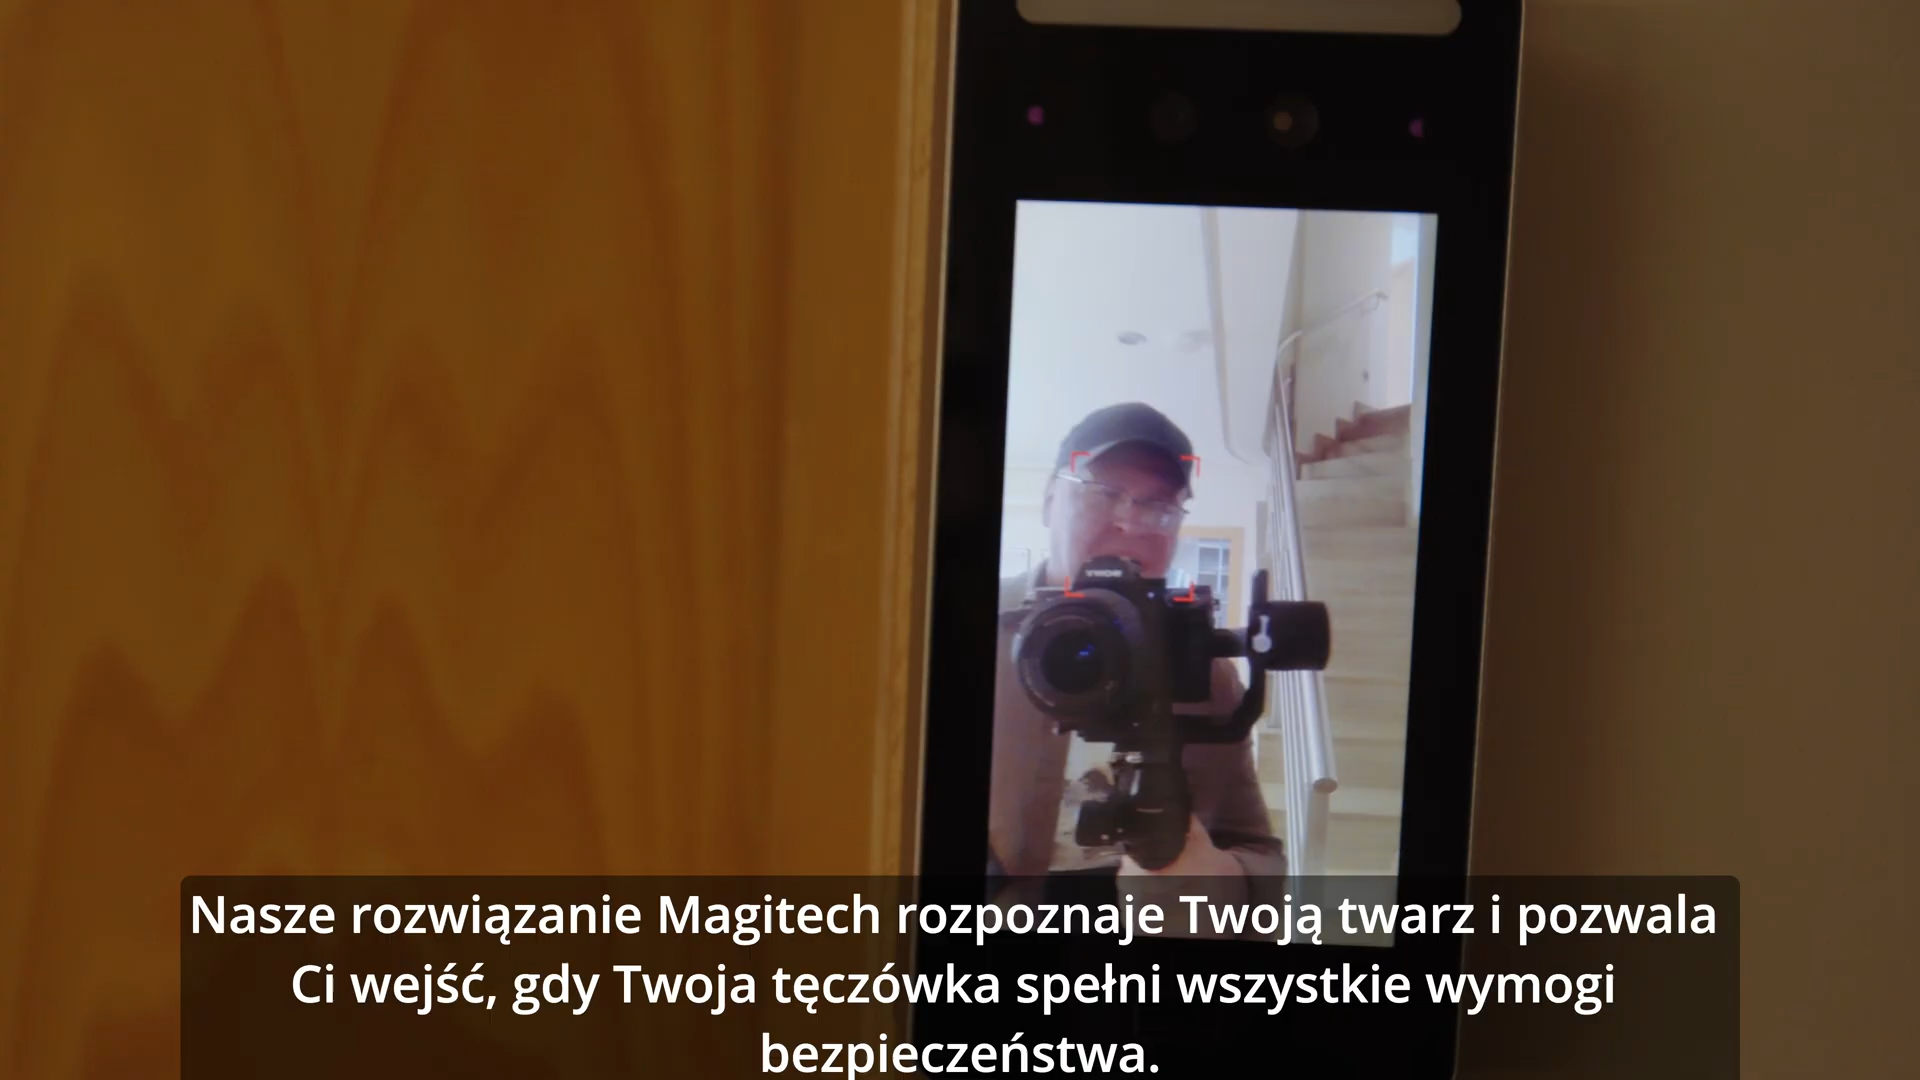 Nasze rozwiązanie Magitech rozpoznaje Twoją twarz i pozwala
Ci wejść, gdy Twoja tęczówka spełni wszystkie wymogi
bezpieczeństwa.